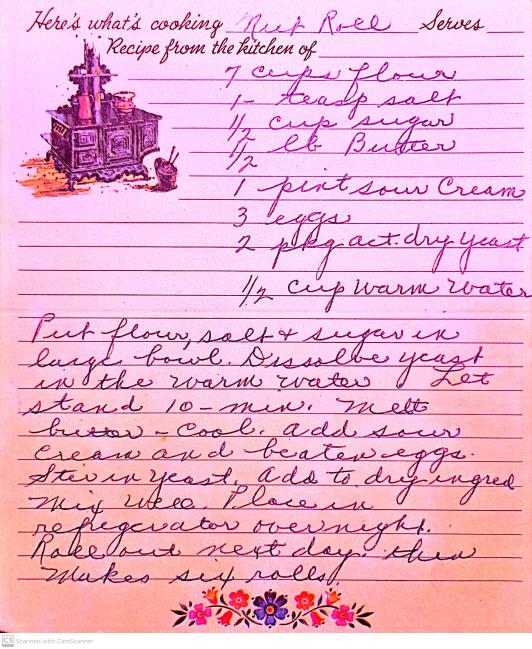 Here's what's cooking Nut Roll Serves
Recipe from the kitchen of
7 cups flour
1- teasp salt
1/2 cup sugar
1/2 lb Butter
1 pint sour Cream
3 eggs
2 pkg act. dry yeast
1/2 cup warm water
Put flour, salt & sugar in
large bowl. Dissolve yeast
in the warm water Let
stand 10-min. Melt
butter - cool. add sour
cream and beaten eggs.
Stir in yeast. Add to dry ingred
Mix well. Place in
refrigerator overnight.
Roll out next day. thin
Makes six rolls.
CS Scanned with CamScanner